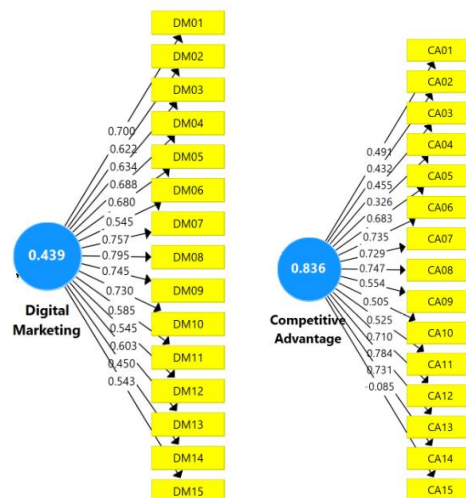 DM01
DM02
DM03
DM04
DM05
DM06
DM07
DM08
DM09
DM10
DM11
DM12
DM13
DM14
DM15
0.700
0.622
0.634
0.688
0.680
0.545
0.757
0.795
0.745
0.730
0.585
0.545
0.603
0.450
0.543
0.439
Digital
Marketing
CA01
CA02
CA03
CA04
CA05
CA06
CA07
CA08
CA09
CA10
CA11
CA12
CA13
CA14
CA15
0.491
0.432
0.455
0.326
0.683
0.735
0.729
0.747
0.554
0.505
0.525
0.710
0.784
0.731
-0.085
0.836
Competitive
Advantage